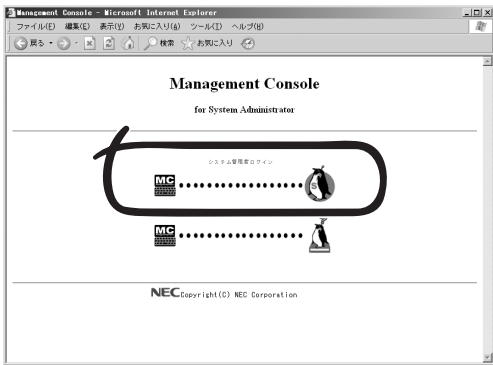 Management Console - Microsoft Internet Explorer
ファイル(F) 編集(E) 表示(V) お気に入り(A) ツール(T) ヘルプ(H)
戻る 検索 お気に入り
Management Console
for System Administrator
システム管理者ログイン
MC S
MC
NEC Copyright(C) NEC Corporation